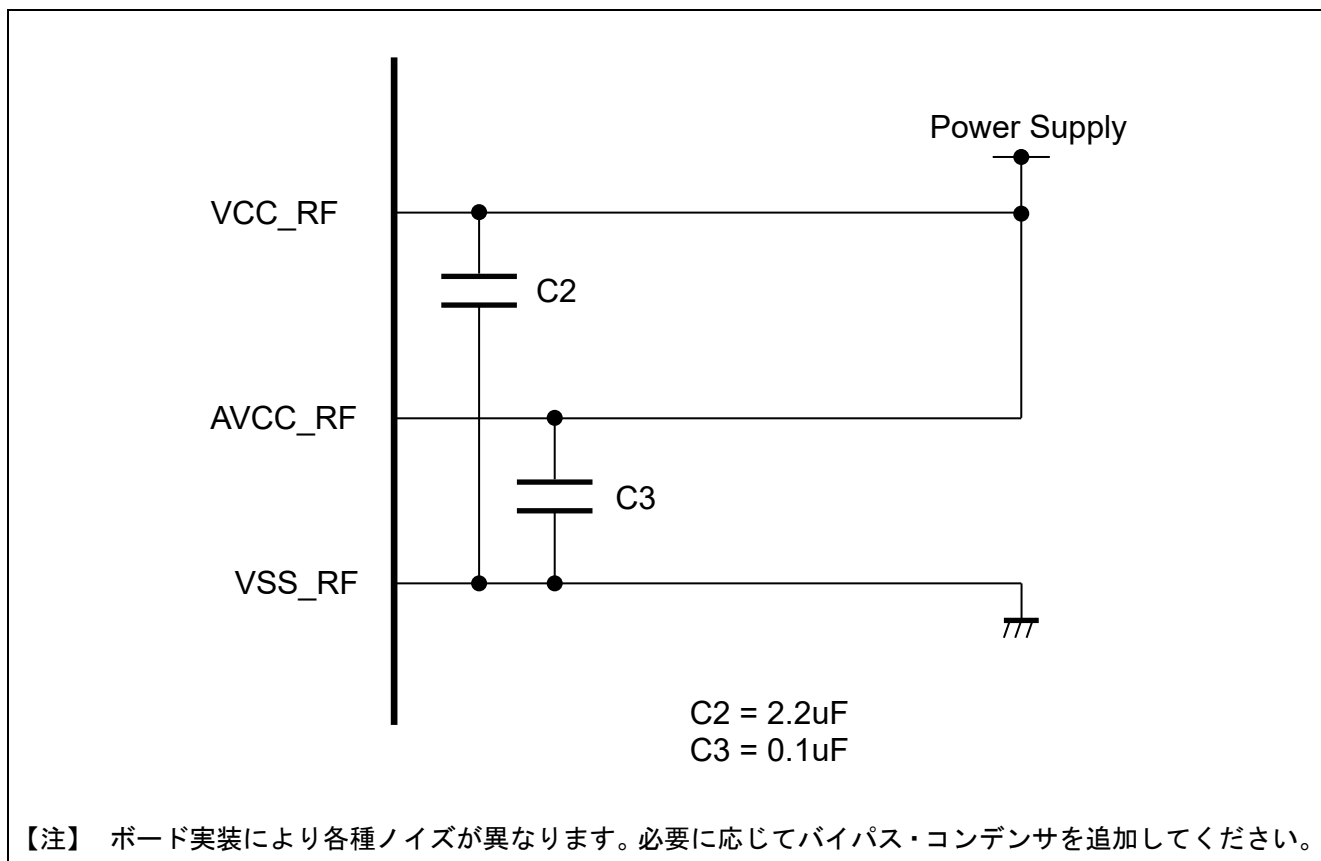 Power Supply
VCC_RF
C2
AVCC_RF
C3
VSS_RF
C2 = 2.2uF
C3 = 0.1uF
【注】 ボード実装により各種ノイズが異なります。必要に応じてバイパス・コンデンサを追加してください。